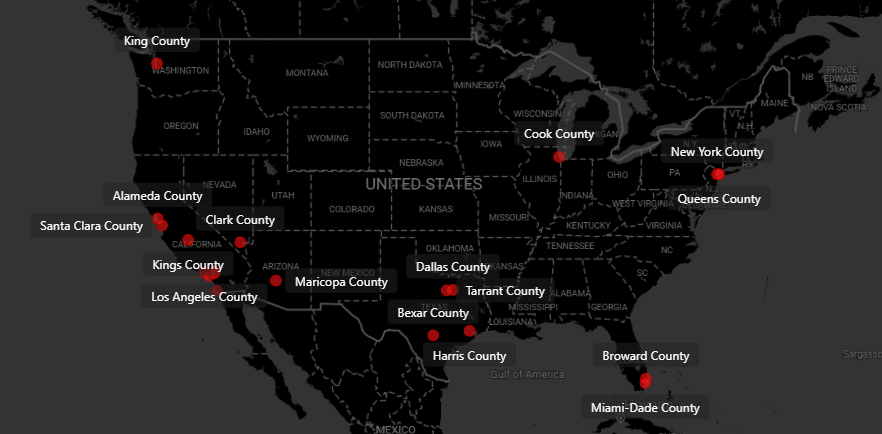 King County
WASHINGTON
MONTANA
NORTH DAKOTA
MINNESOTA
PRINCE
EDWARD
ISLAND
NB
MAINE
NOVA SCOTIA
OREGON
IDAHO
WYOMING
SOUTH DAKOTA
WISCONSIN
VT
N.H.
Cook County
IOWA
N.Y.
New York County
NEBRASKA
ILLINOIS
INDIANA
OHIO
PA
Alameda County
NEVADA
UTAH
UNITED STATES
Queens County
Santa Clara County
Clark County
COLORADO
KANSAS
MISSOURI
WEST VIRGINIA
KENTUCKY
VIRGINIA
CALIFORNIA
OKLAHOMA
TENNESSEE
NC
Kings County
ARIZONA
NEW MEXICO
Dallas County
SC
Los Angeles County
Maricopa County
Tarrant County
ALABAMA
GEORGIA
TEXAS
MISSISSIPPI
Bexar County
LOUISIANA
Harris County
Broward County
Gulf of America
Miami-Dade County
MEXICO